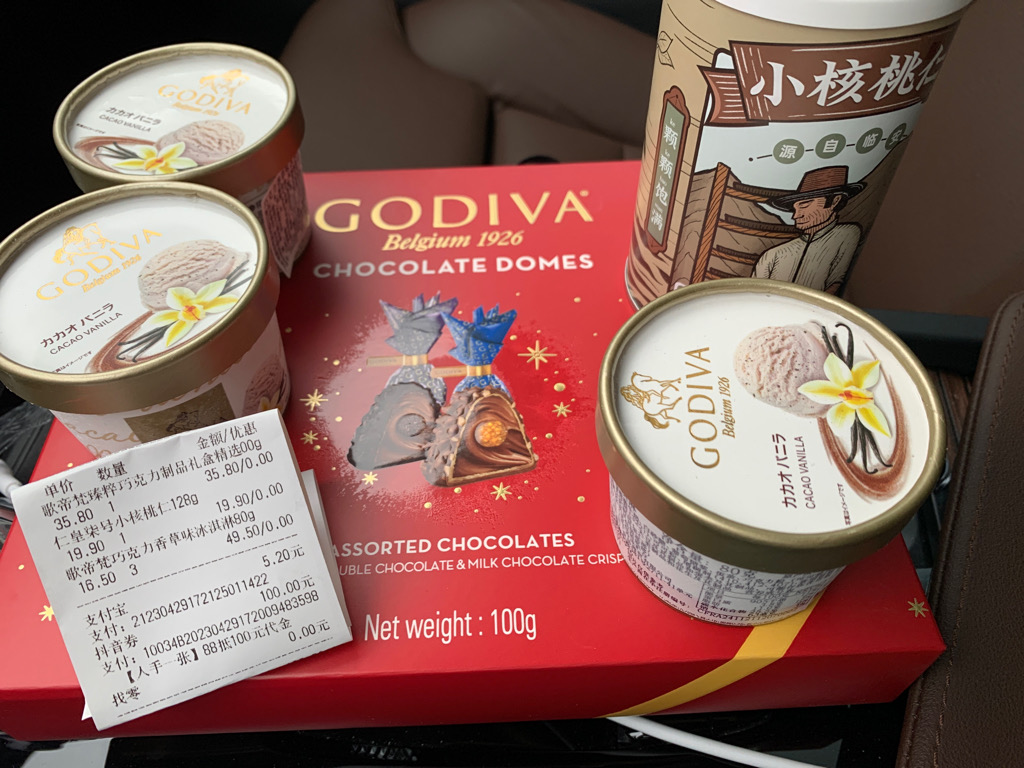 GODIVA
Belgium 1926
カカオ バニラ
CACAO VANILLA
GODIVA
Belgium 1926
カカオ バニラ
CACAO VANILLA
小核桃仁
颗颗饱满
源自临安
GODIVA
Belgium 1926
CHOCOLATE DOMES
ASSORTED CHOCOLATES
DOUBLE CHOCOLATE & MILK CHOCOLATE CRISP
Net weight : 100g
GODIVA
Belgium 1926
カカオ バニラ
CACAO VANILLA
单价 数量 金额/优惠
歌帝梵臻粹巧克力制品礼盒精选00g
35.80 1 35.80/0.00
仁皇柒号小核桃仁128g
19.90 1 19.90/0.00
歌帝梵巧克力香草味冰淇淋80g
16.50 3 49.50/0.00
支付宝 5.20元
支付: 2123042917212501142​2
抖音券 100.00元
支付: 10034B20230429172009483598
【人手一张】88抵100元代金
找零 0.00元